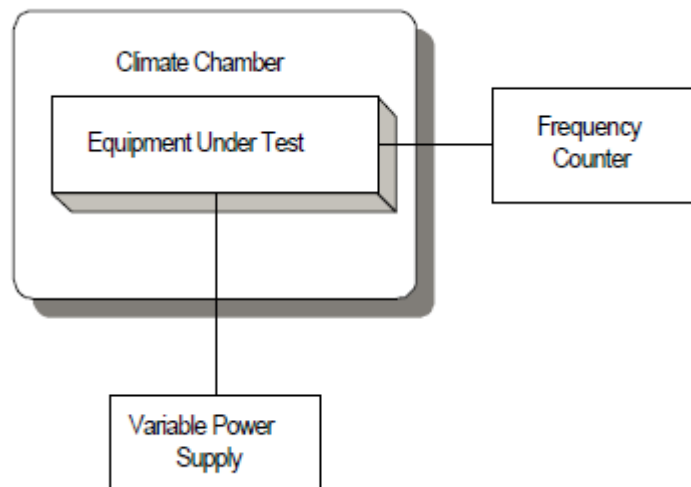 Climate Chamber
Equipment Under Test
Frequency
Counter
Variable Power
Supply